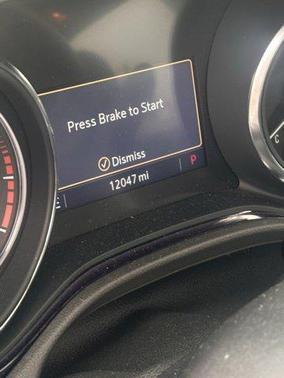 Press Brake to Start
Dismiss
12047 mi
P
E
C